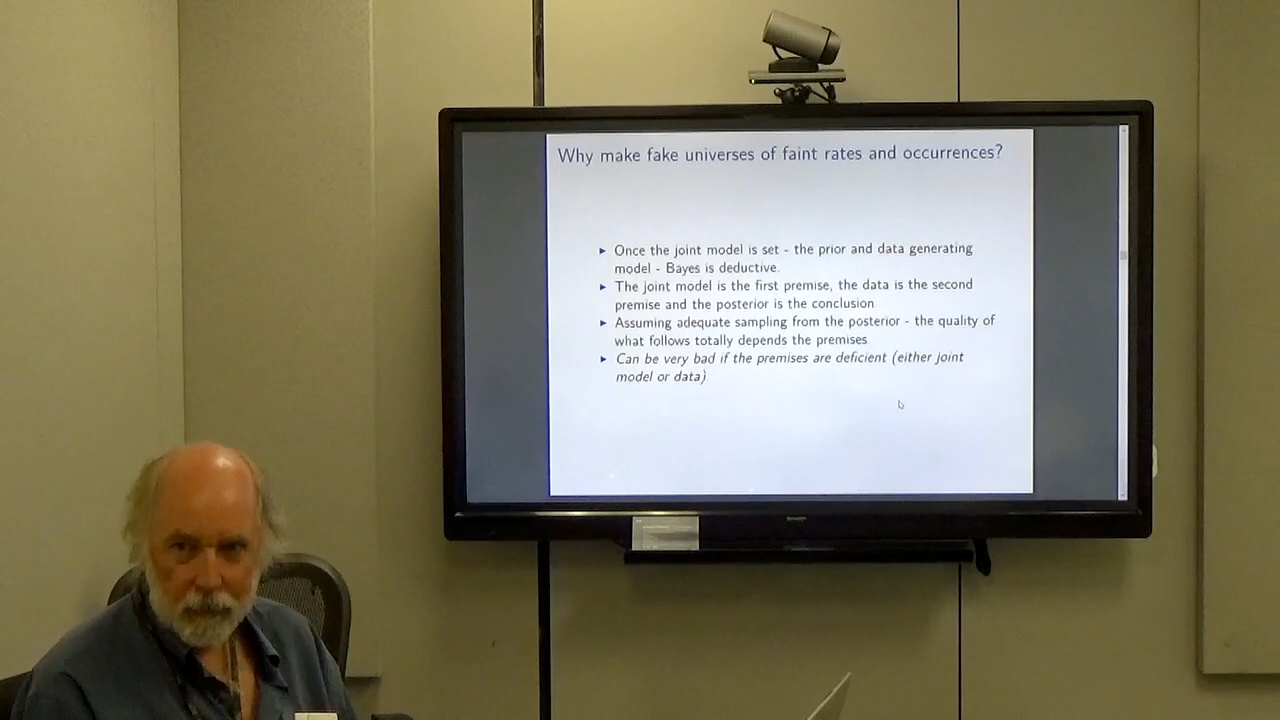 Why make fake universes of faint rates and occurrences?
▸ Once the joint model is set - the prior and data generating
model - Bayes is deductive.
▸ The joint model is the first premise, the data is the second
premise and the posterior is the conclusion
▸ Assuming adequate sampling from the posterior - the quality of
what follows totally depends the premises
▸ Can be very bad if the premises are deficient (either joint
model or data)